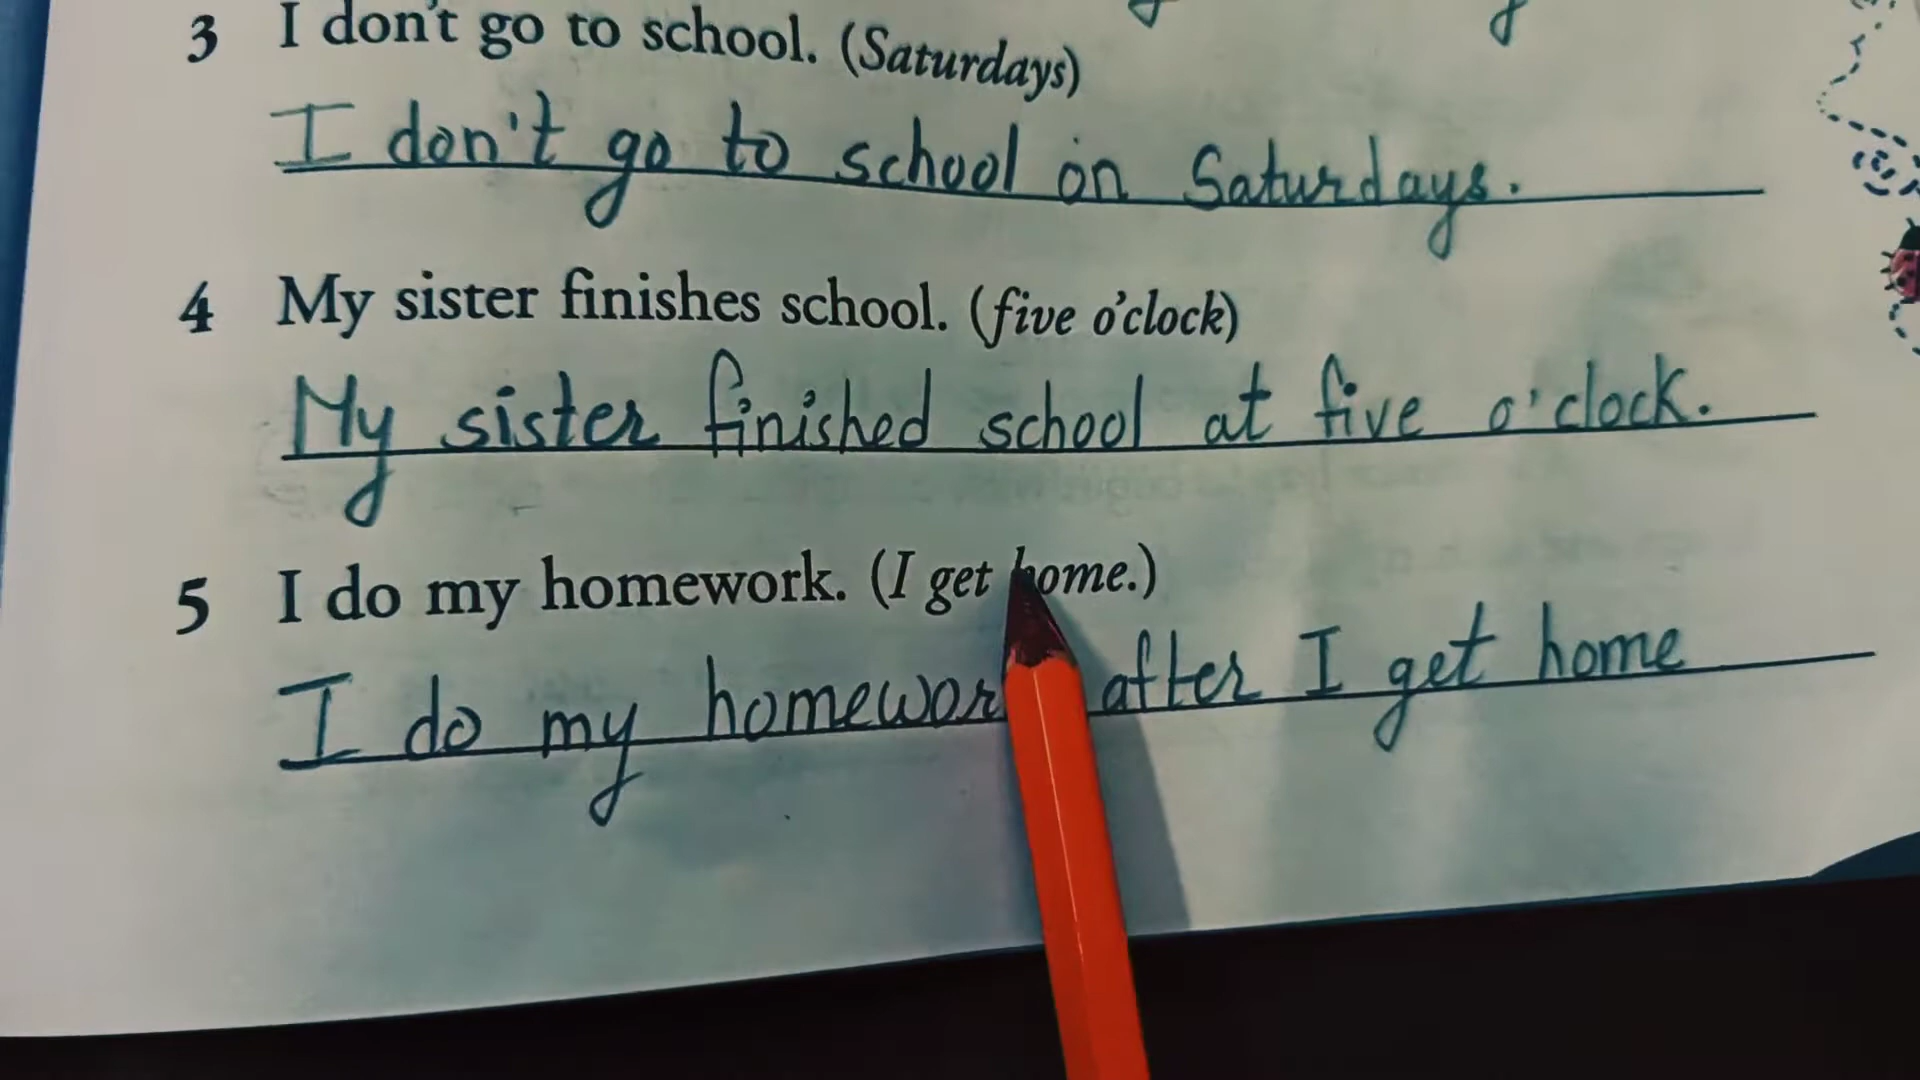 3 I don't go to school. (Saturdays)
I don't go to school on Saturdays.
4 My sister finishes school. (five o'clock)
My sister finished school at five o'clock.
5 I do my homework. (I get home.)
I do my homewor after I get home